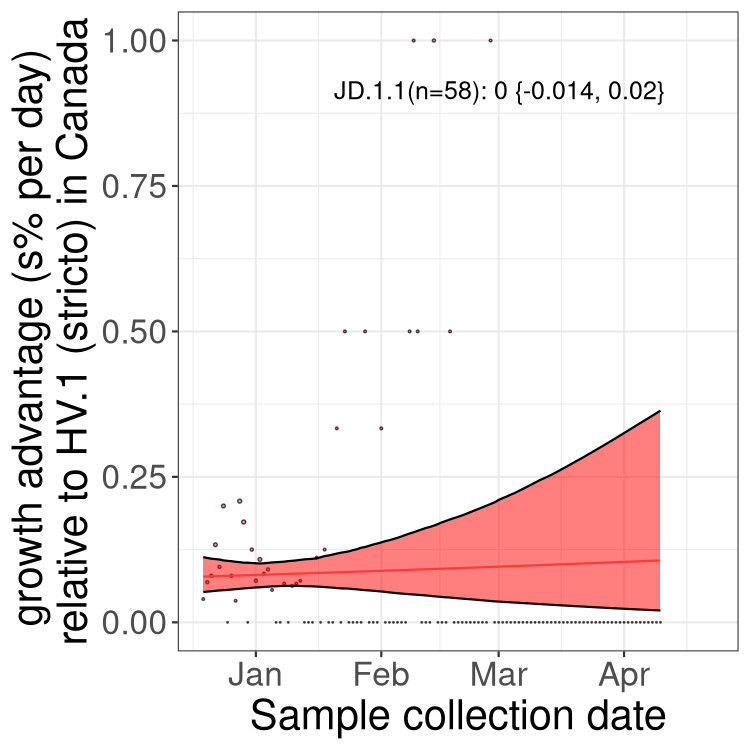 growth advantage (s% per day)
relative to HV.1 (stricto) in Canada
1.00
0.75
0.50
0.25
0.00
JD.1.1(n=58): 0 {-0.014, 0.02}
Jan Feb Mar Apr
Sample collection date